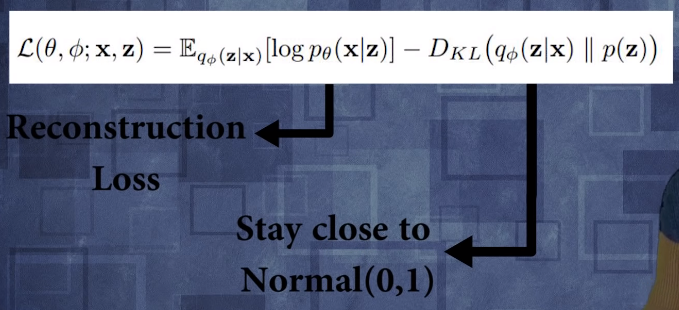 ℒ(θ, ϕ; x, z) = 𝔼_{q_ϕ(z|x)}[log p_θ(x|z)] − D_{KL}(q_ϕ(z|x) ∥ p(z))
Reconstruction
Loss
Stay close to
Normal(0,1)